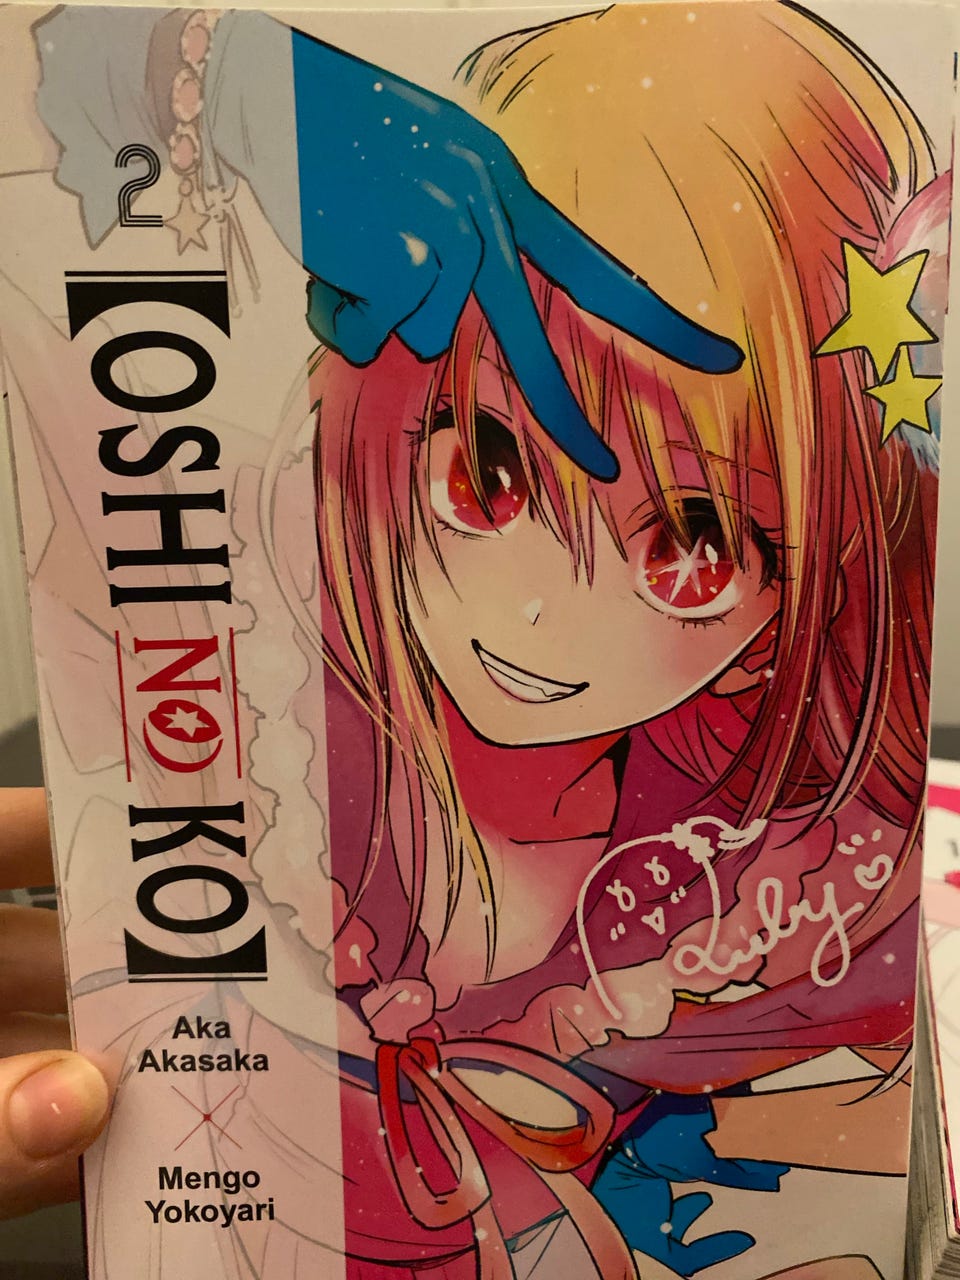 2
【OSHI NO KO】
Aka
Akasaka
×
Mengo
Yokoyari
Ruby